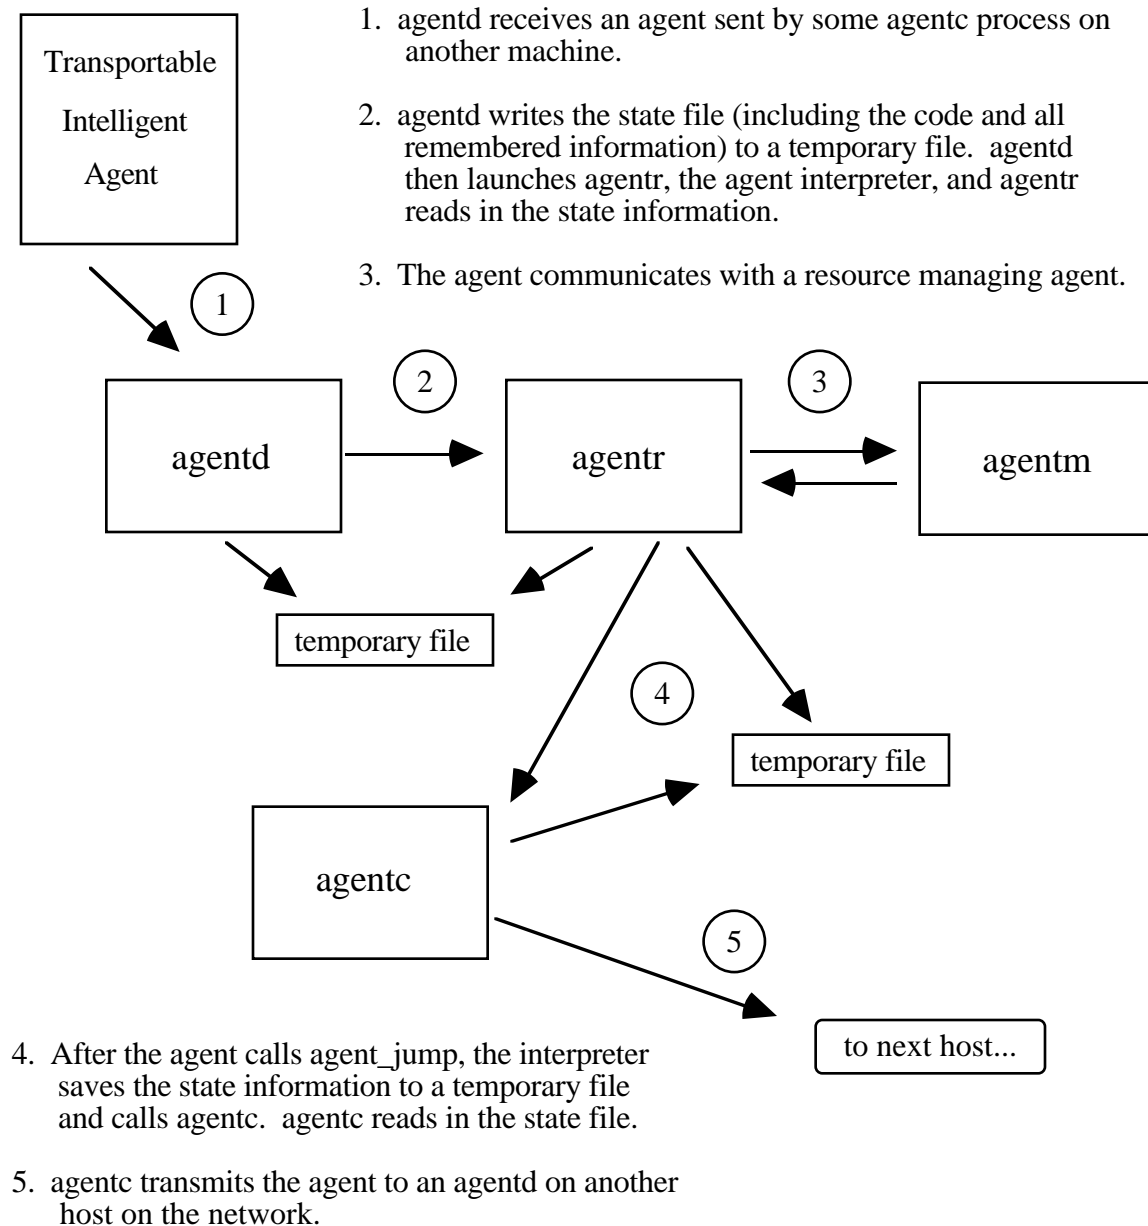 Transportable
Intelligent
Agent
1. agentd receives an agent sent by some agentc process on
another machine.
2. agentd writes the state file (including the code and all
remembered information) to a temporary file. agentd
then launches agentr, the agent interpreter, and agentr
reads in the state information.
3. The agent communicates with a resource managing agent.
1
2
3
agentd
agentr
agentm
temporary file
4
temporary file
agentc
5
to next host...
4. After the agent calls agent_jump, the interpreter
saves the state information to a temporary file
and calls agentc. agentc reads in the state file.
5. agentc transmits the agent to an agentd on another
host on the network.